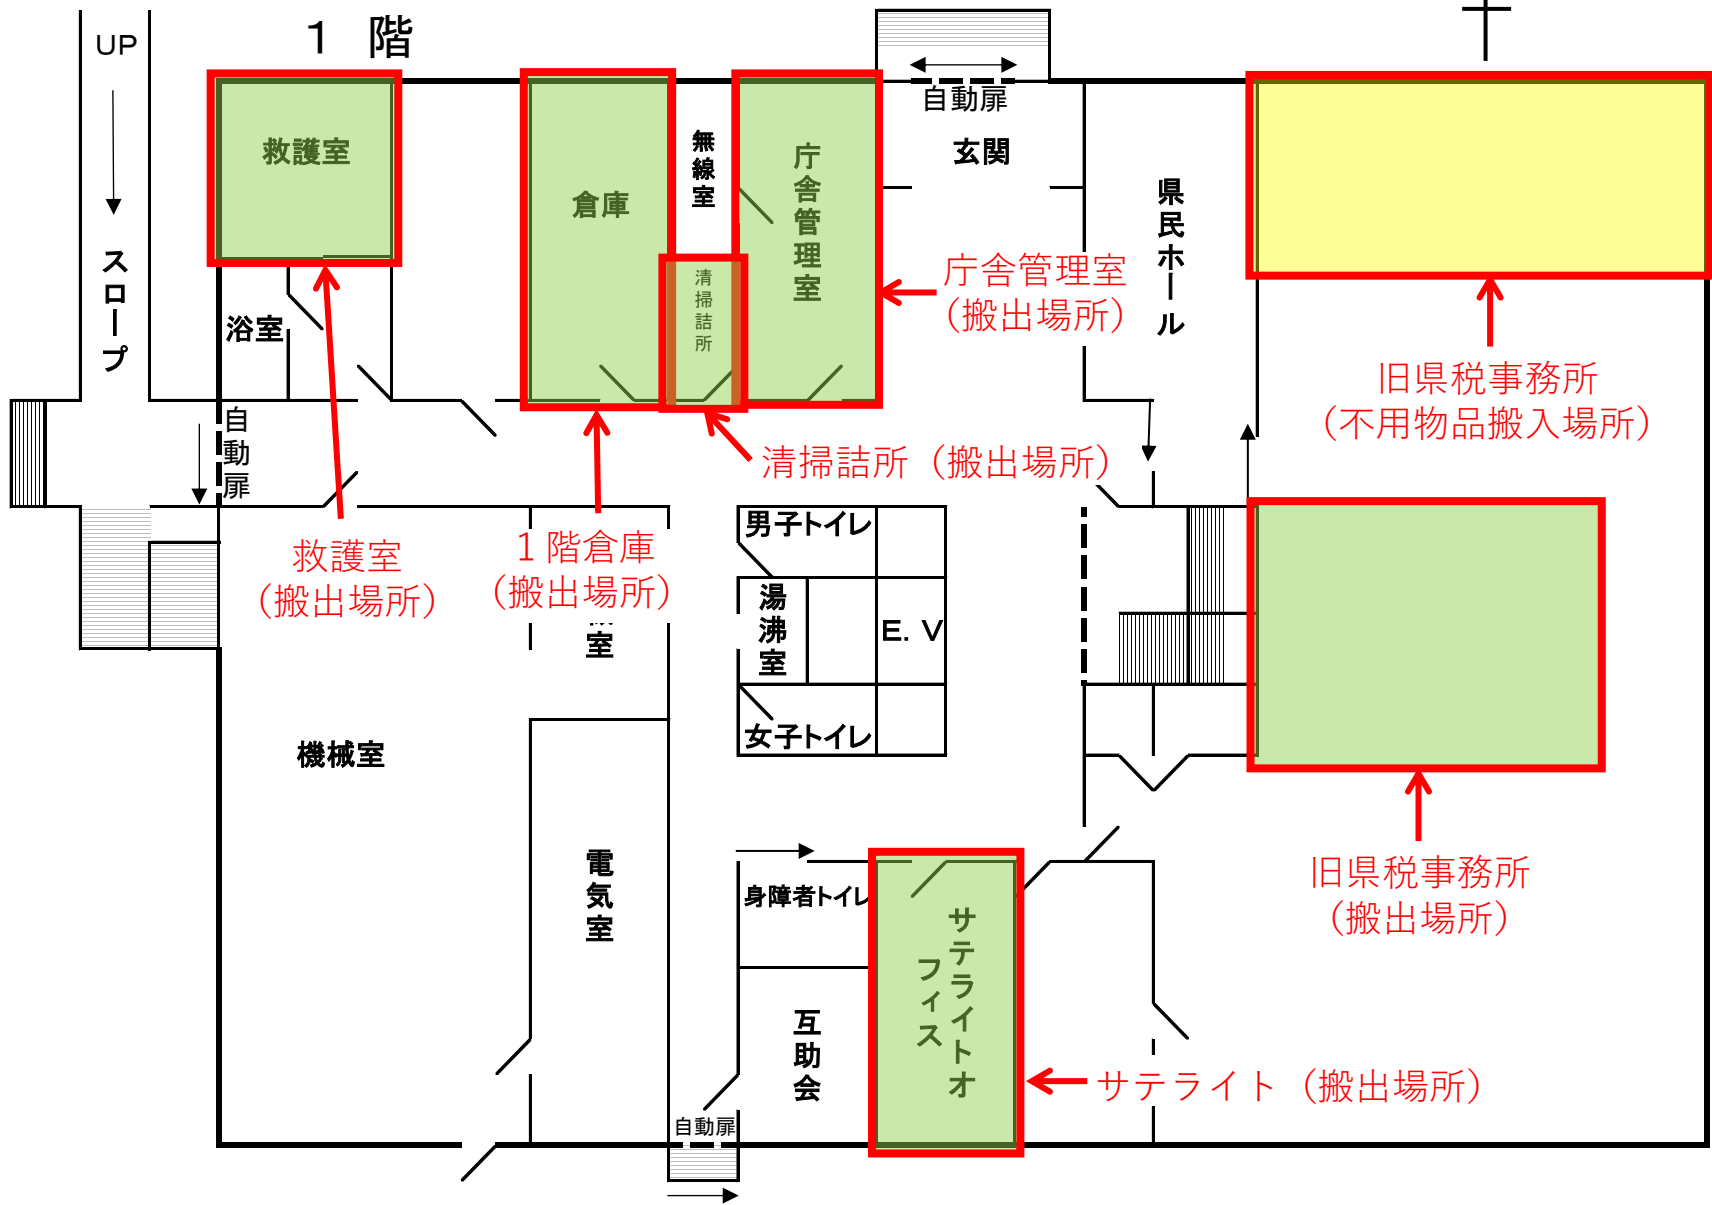 1 階
UP
スロープ
救護室
浴室
自動扉
倉庫
無線室
清掃詰所
庁舎管理室
自動扉
玄関
県民ホール
庁舎管理室
（搬出場所）
旧県税事務所
（不用物品搬入場所）
清掃詰所（搬出場所）
救護室
（搬出場所）
１階倉庫
（搬出場所）
室
男子トイレ
湯沸室
E. V
女子トイレ
機械室
電気室
旧県税事務所
（搬出場所）
身障者トイレ
サテライトオ
フィス
互助会
サテライト（搬出場所）
自動扉